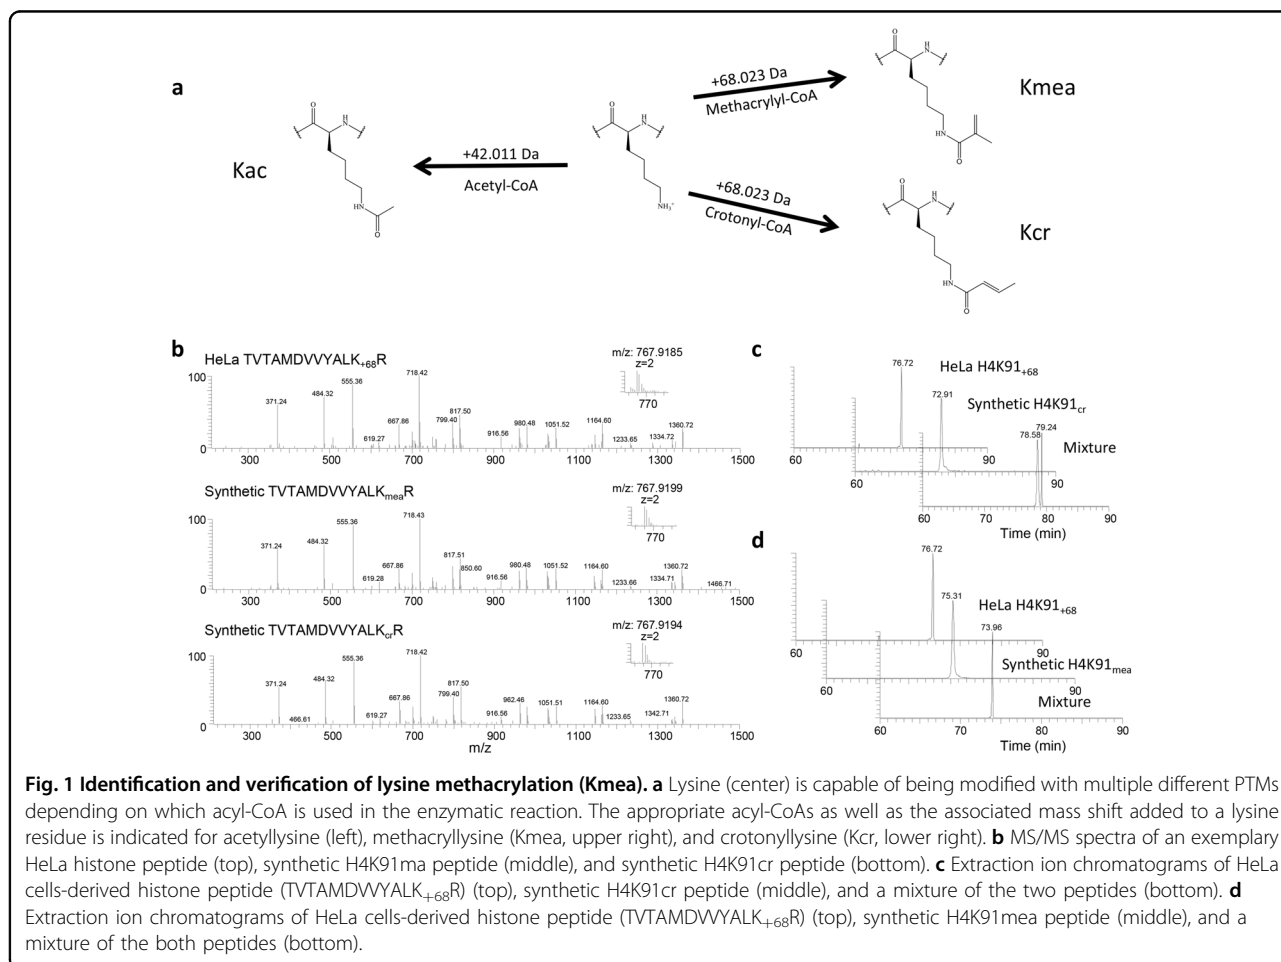 a
Kac
+42.011 Da
Acetyl-CoA
+68.023 Da
Methacrylyl-CoA
+68.023 Da
Crotonyl-CoA
Kmea
Kcr
O
H
N
HN
O
O
H
N
NH₃⁺
O
H
N
HN
O
O
H
N
HN
O
b
HeLa TVTAMDVVYALK+68R
m/z: 767.9185
z=2
770
100
0
371.24
484.32
555.36
619.27
667.86
718.42
799.40
817.50
916.56
980.48
1051.52
1164.60
1233.65
1334.72
1360.72
300 500 700 900 1100 1300 1500
Synthetic TVTAMDVVYALKmeaR
m/z: 767.9199
z=2
770
100
0
371.24
484.32
555.36
619.28
667.86
718.43
817.51
850.60
916.56
980.48
1051.52
1164.60
1233.66
1334.71
1360.72
1466.71
300 500 700 900 1100 1300 1500
Synthetic TVTAMDVVYALKcrR
m/z: 767.9194
z=2
770
100
0
371.24
466.61
484.32
555.36
619.27
667.86
718.42
799.40
817.50
916.56
962.46
1051.51
1164.60
1233.65
1342.71
1360.72
300 500 700 900 1100 1300 1500
m/z
c
76.72
HeLa H4K91+68
72.91
Synthetic H4K91cr
78.58
79.24
Mixture
60 90
60 90
60 70 80 90
Time (min)
d
76.72
HeLa H4K91+68
75.31
73.96
Synthetic H4K91mea
Mixture
60 90
60 90
60 70 80 90
Time (min)
Fig. 1 Identification and verification of lysine methacrylation (Kmea). a Lysine (center) is capable of being modified with multiple different PTMs
depending on which acyl-CoA is used in the enzymatic reaction. The appropriate acyl-CoAs as well as the associated mass shift added to a lysine
residue is indicated for acetyllysine (left), methacryllysine (Kmea, upper right), and crotonyllysine (Kcr, lower right). b MS/MS spectra of an exemplary
HeLa histone peptide (top), synthetic H4K91ma peptide (middle), and synthetic H4K91cr peptide (bottom). c Extraction ion chromatograms of HeLa
cells-derived histone peptide (TVTAMDVVYALK+68R) (top), synthetic H4K91cr peptide (middle), and a mixture of the two peptides (bottom). d
Extraction ion chromatograms of HeLa cells-derived histone peptide (TVTAMDVVYALK+68R) (top), synthetic H4K91mea peptide (middle), and a
mixture of the both peptides (bottom).